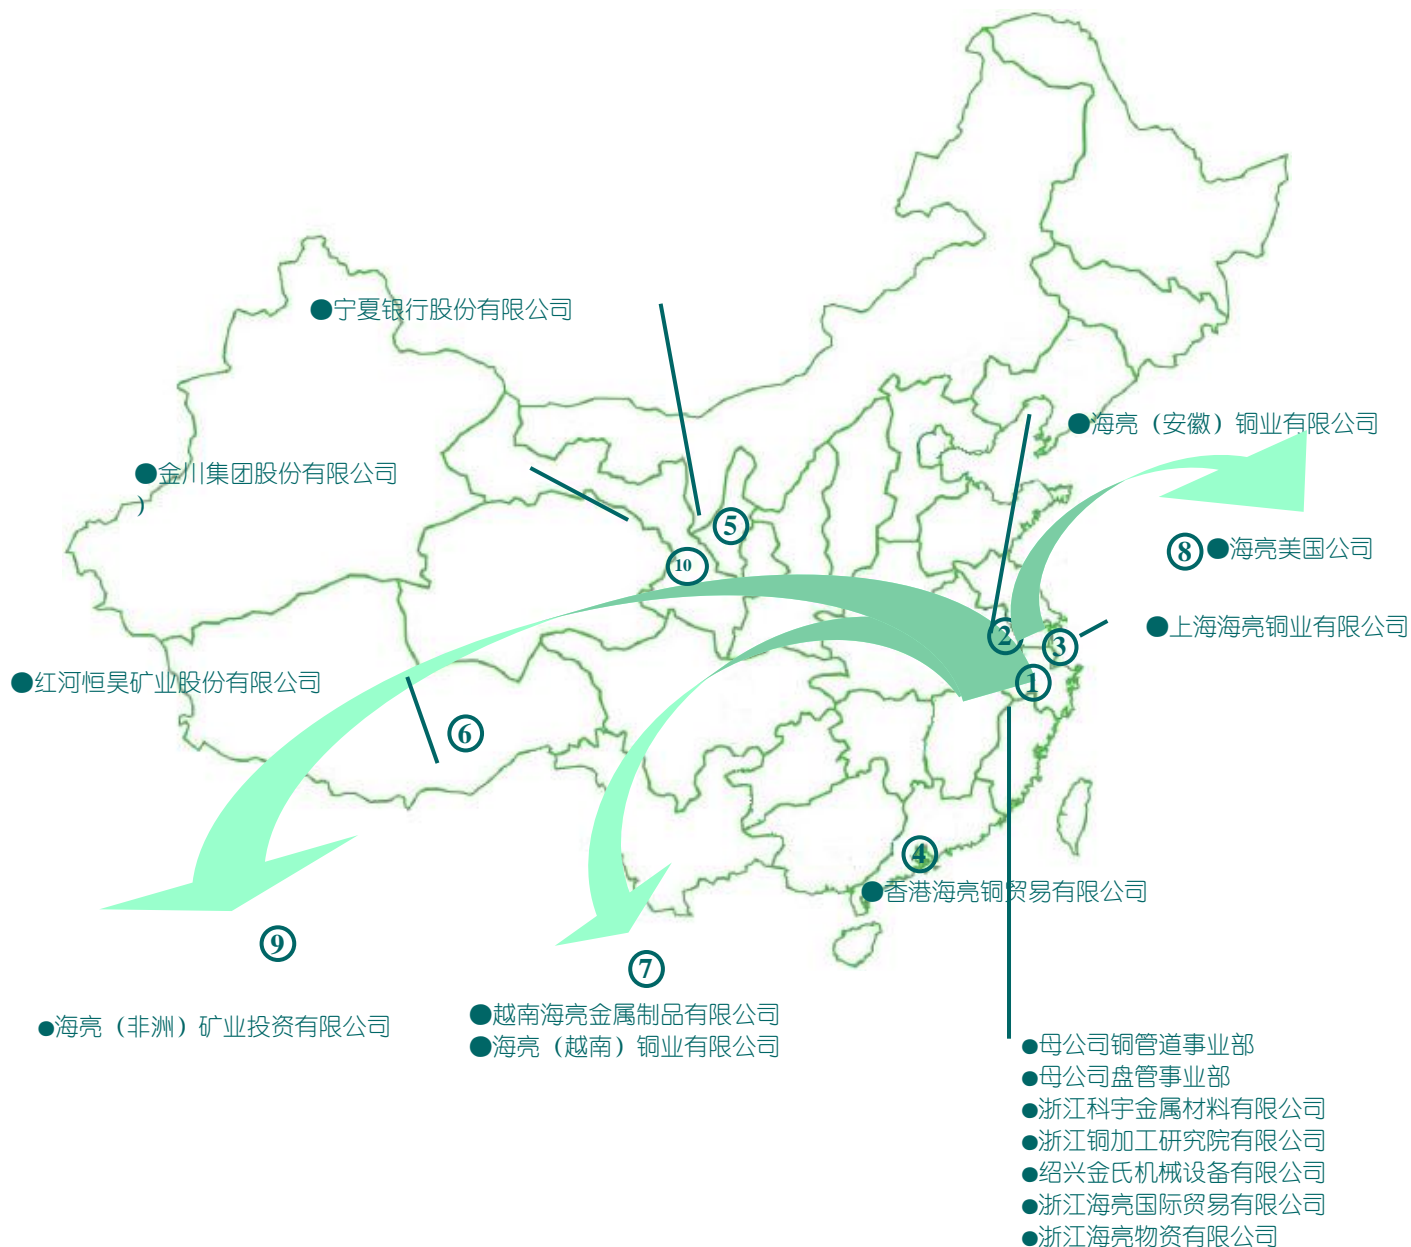 ●宁夏银行股份有限公司
●海亮（安徽）铜业有限公司
●金川集团股份有限公司
）
⑤
⑧●海亮美国公司
⑩
②
③
●上海海亮铜业有限公司
●红河恒昊矿业股份有限公司
①
⑥
④
●香港海亮铜贸易有限公司
⑨
⑦
●海亮（非洲）矿业投资有限公司
●越南海亮金属制品有限公司
●海亮（越南）铜业有限公司
●母公司铜管道事业部
●母公司盘管事业部
●浙江科宇金属材料有限公司
●浙江铜加工研究院有限公司
●绍兴金氏机械设备有限公司
●浙江海亮国际贸易有限公司
●浙江海亮物资有限公司